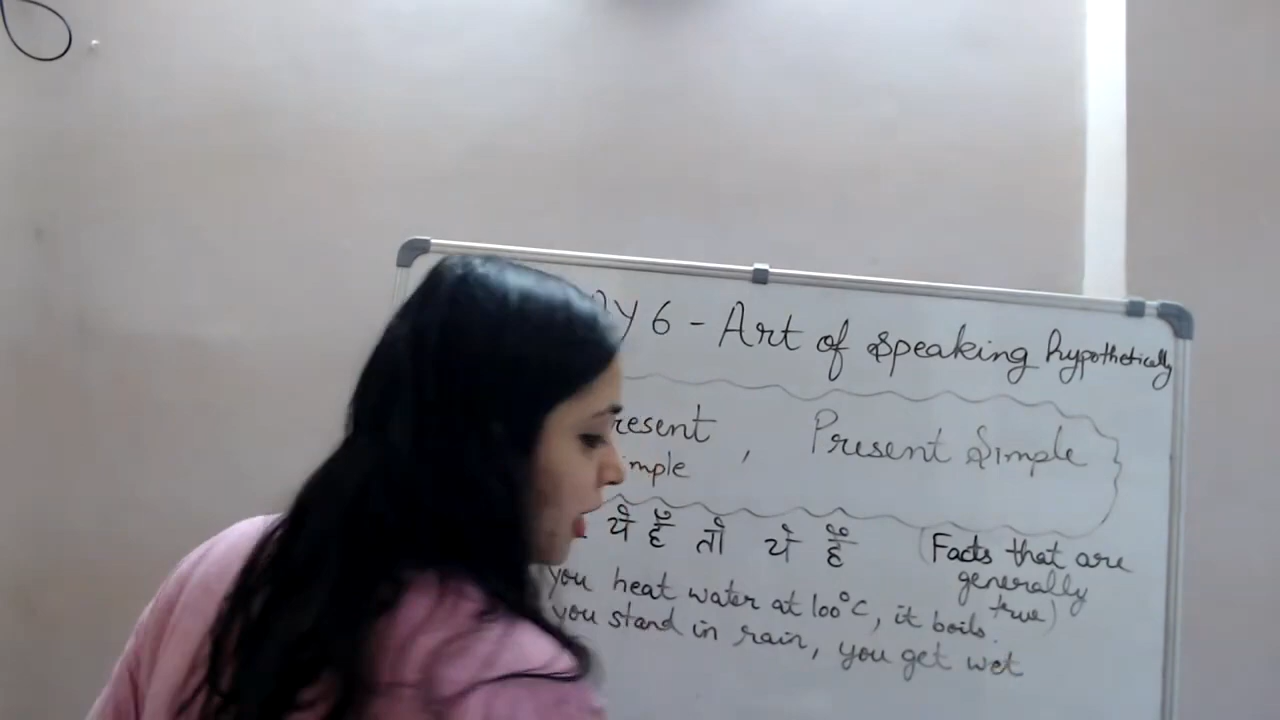 Y 6 - Art of speaking hypothetically
resent , Present Simple
mple
ये है तो ये है (Facts that are
generally
true)
you heat water at 100°C, it boils.
you stand in rain, you get wet